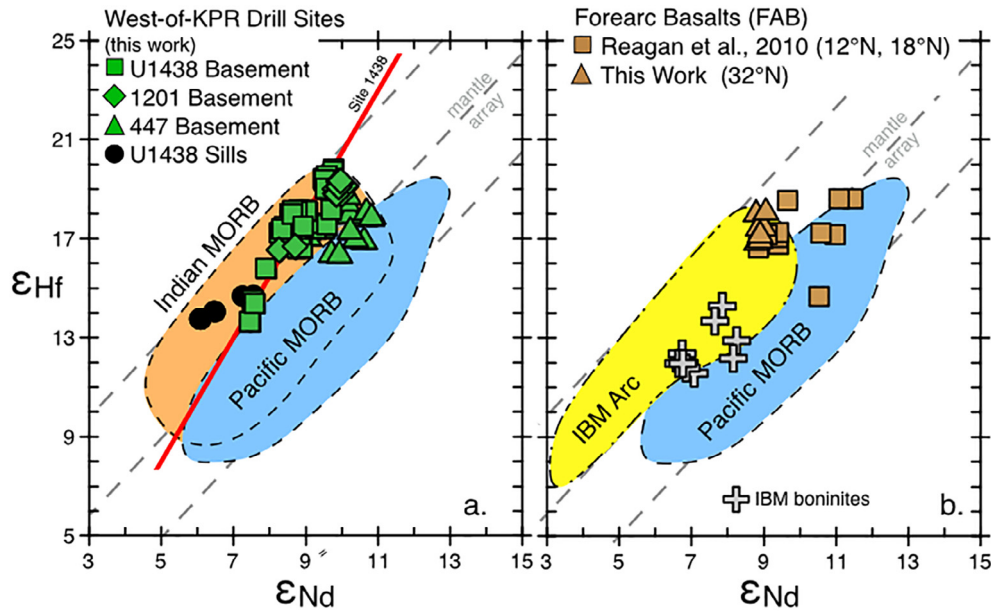 West-of-KPR Drill Sites
(this work)
U1438 Basement
1201 Basement
447 Basement
U1438 Sills
Site 1438
mantle
array
Indian MORB
Pacific MORB
a.
25
21
17
13
9
5
εHf
3
5
7
9
11
13
15
εNd
Forearc Basalts (FAB)
Reagan et al., 2010 (12°N, 18°N)
This Work (32°N)
mantle
array
IBM Arc
Pacific MORB
IBM boninites
b.
3
5
7
9
11
13
15
εNd